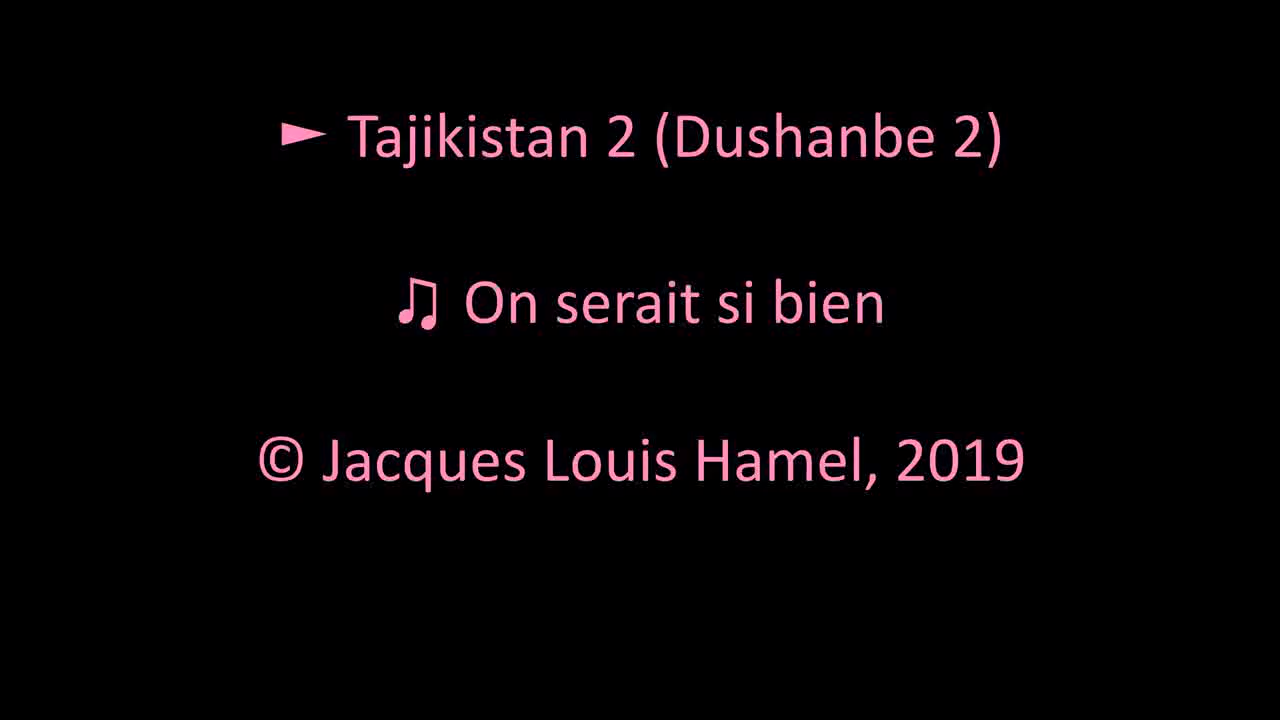 ► Tajikistan 2 (Dushanbe 2)
♫ On serait si bien
© Jacques Louis Hamel, 2019